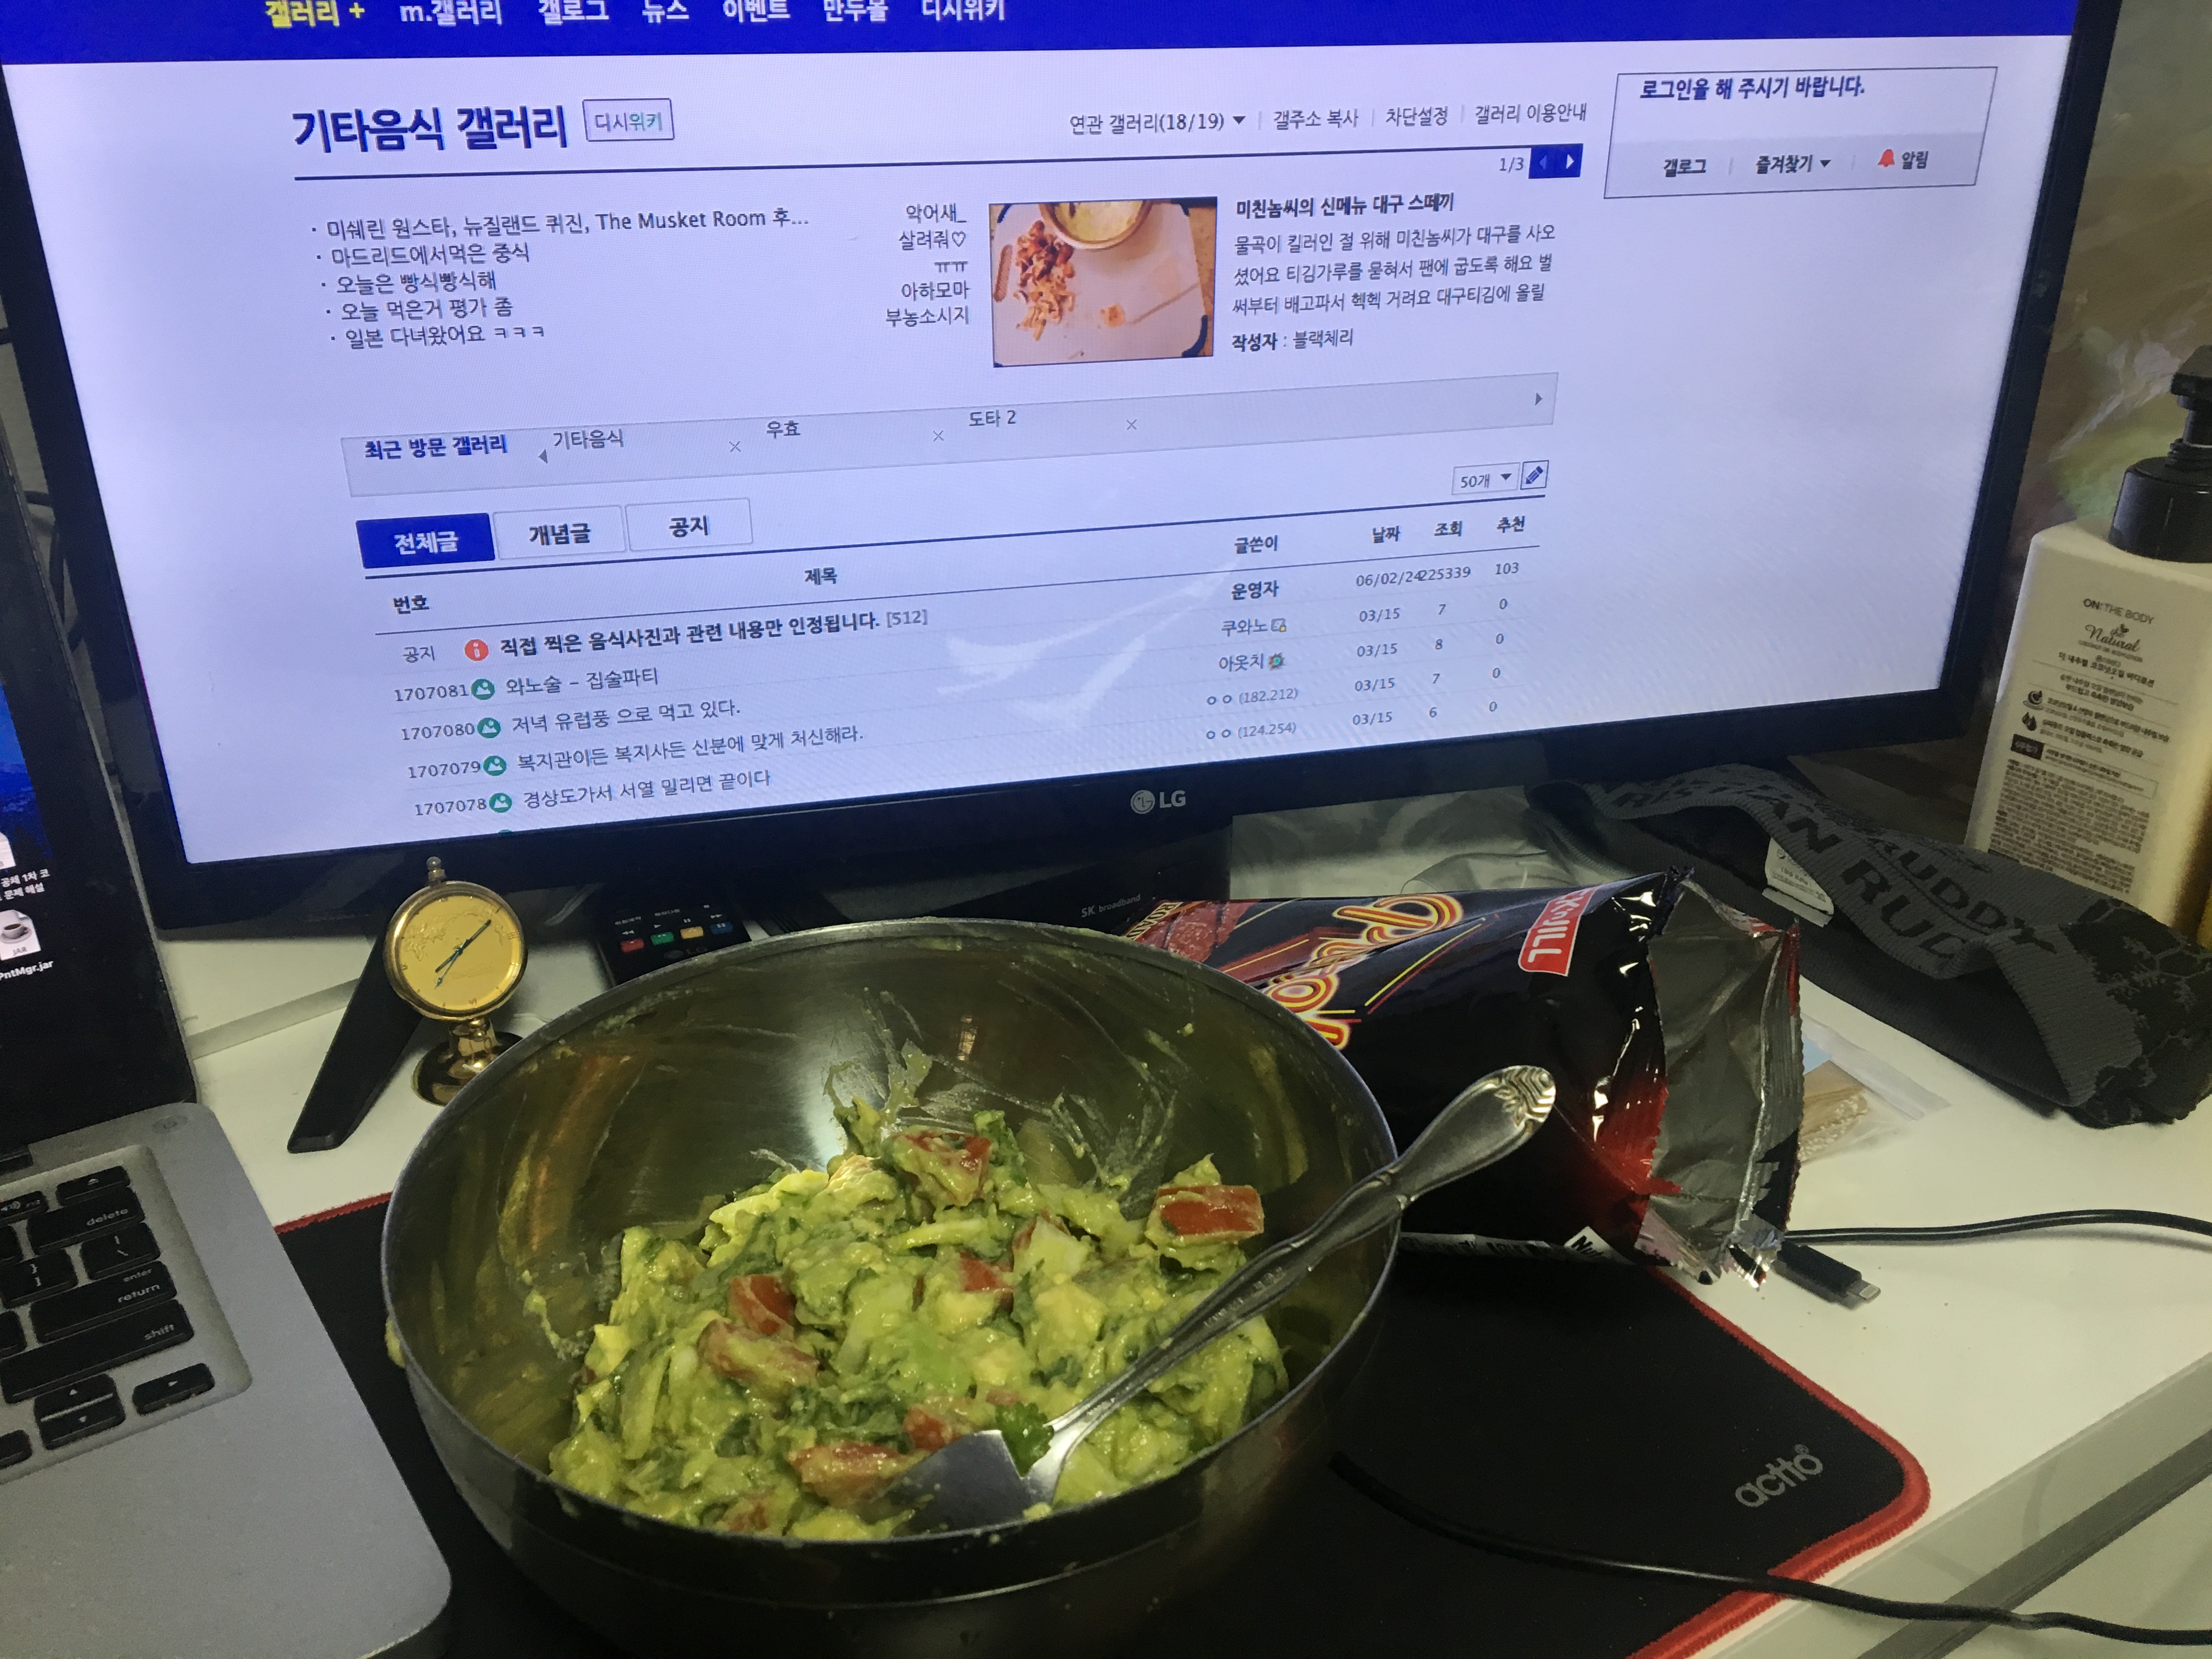 갤러리 + m.갤러리 갤로그 뉴스 이벤트 만두몰 디시위키
기타음식 갤러리 디시위키
연관 갤러리(18/19) 갤주소 복사 차단설정 갤러리 이용안내
로그인을 해 주시기 바랍니다.
갤로그 즐겨찾기 알림
1/3
· 미쉐린 원스타, 뉴질랜드 퀴진, The Musket Room 후... 악어새_
· 마드리드에서먹은 중식 살려줘♡
· 오늘은 빵식빵식해 ㅠㅠ
· 오늘 먹은거 평가 좀 아하모마
· 일본 다녀왔어요 ㅋㅋㅋ 부농소시지
미친놈씨의 신메뉴 대구 스떼끼
물곡이 킬러인 절 위해 미친놈씨가 대구를 사오
셨어요 티김가루를 묻혀서 팬에 굽도록 해요 벌
써부터 배고파서 헥헥 거려요 대구티김에 올릴
작성자 : 블랙체리
최근 방문 갤러리 기타음식 × 우효 × 도타 2 ×
50개
전체글 개념글 공지
번호 제목 글쓴이 날짜 조회 추천
공지 직접 찍은 음식사진과 관련 내용만 인정됩니다. [512] 운영자 06/02/24 225339 103
1707081 와노술 - 집술파티 쿠와노 03/15 7 0
1707080 저녁 유럽풍 으로 먹고 있다. 아웃치 03/15 8 0
1707079 복지관이든 복지사든 신분에 맞게 처신해라. ㅇㅇ (182.212) 03/15 7 0
1707078 경상도가서 서열 밀리면 끝이다 ㅇㅇ (124.254) 03/15 6 0
LG
공채 1차 코
문제 해설
JAR
PntMgr.jar
SK broadband
LG
ON: THE BODY
Natural
RUDDY
AN RUD
delete
enter
return
shift
actto